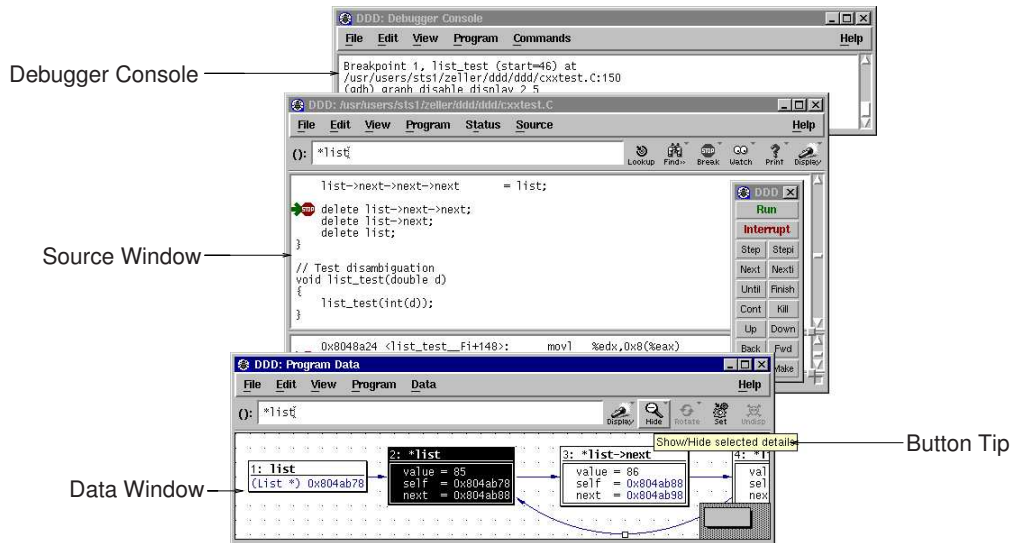 DDD: Debugger Console
File Edit View Program Commands Help
Debugger Console
Breakpoint 1, list_test (start=46) at
/usr/users/sts1/zeller/ddd/ddd/cxxtest.C:150
(gdb) graph disable display 2 5
DDD: /usr/users/sts1/zeller/ddd/ddd/cxxtest.C
File Edit View Program Status Source Help
(): *list
Lookup Find>> Break Watch Print Display
list->next->next->next = list;
STOP delete list->next->next;
delete list->next;
delete list;
}
Source Window
// Test disambiguation
void list_test(double d)
{
list_test(int(d));
}
0x8048a24 <list_test__Fi+148>: movl %edx,0x8(%eax)
DDD
Run
Interrupt
Step Stepi
Next Nexti
Until Finish
Cont Kill
Up Down
Back Fwd
Make
DDD: Program Data
File Edit View Program Data Help
(): *list
Display Hide Rotate Set Undisp
Show/Hide selected details
Button Tip
Data Window
1: list
(List *) 0x804ab78
2: *list
value = 85
self = 0x804ab78
next = 0x804ab88
3: *list->next
value = 86
self = 0x804ab88
next = 0x804ab98
4: *l
val
sel
nex